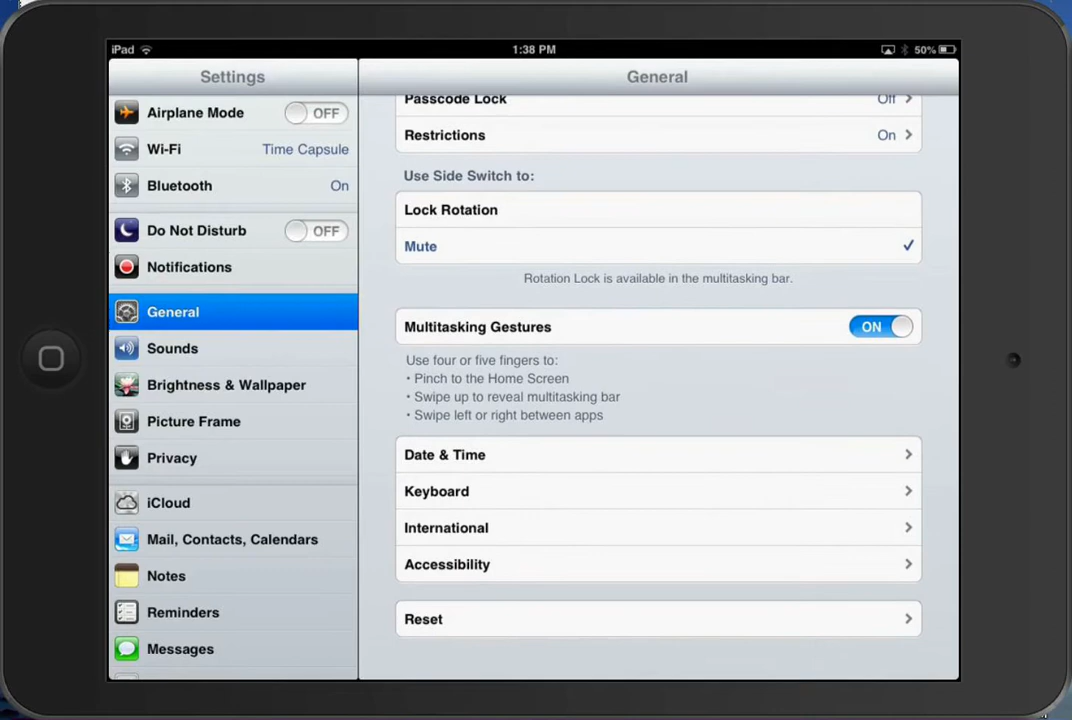 iPad
1:38 PM
50%
Settings
General
Airplane Mode OFF
Wi-Fi Time Capsule
Bluetooth On
Do Not Disturb OFF
Notifications
General
Sounds
Brightness & Wallpaper
Picture Frame
Privacy
iCloud
Mail, Contacts, Calendars
Notes
Reminders
Messages
Passcode Lock Off
Restrictions On
Use Side Switch to:
Lock Rotation
Mute
Rotation Lock is available in the multitasking bar.
Multitasking Gestures ON
Use four or five fingers to:
• Pinch to the Home Screen
• Swipe up to reveal multitasking bar
• Swipe left or right between apps
Date & Time
Keyboard
International
Accessibility
Reset